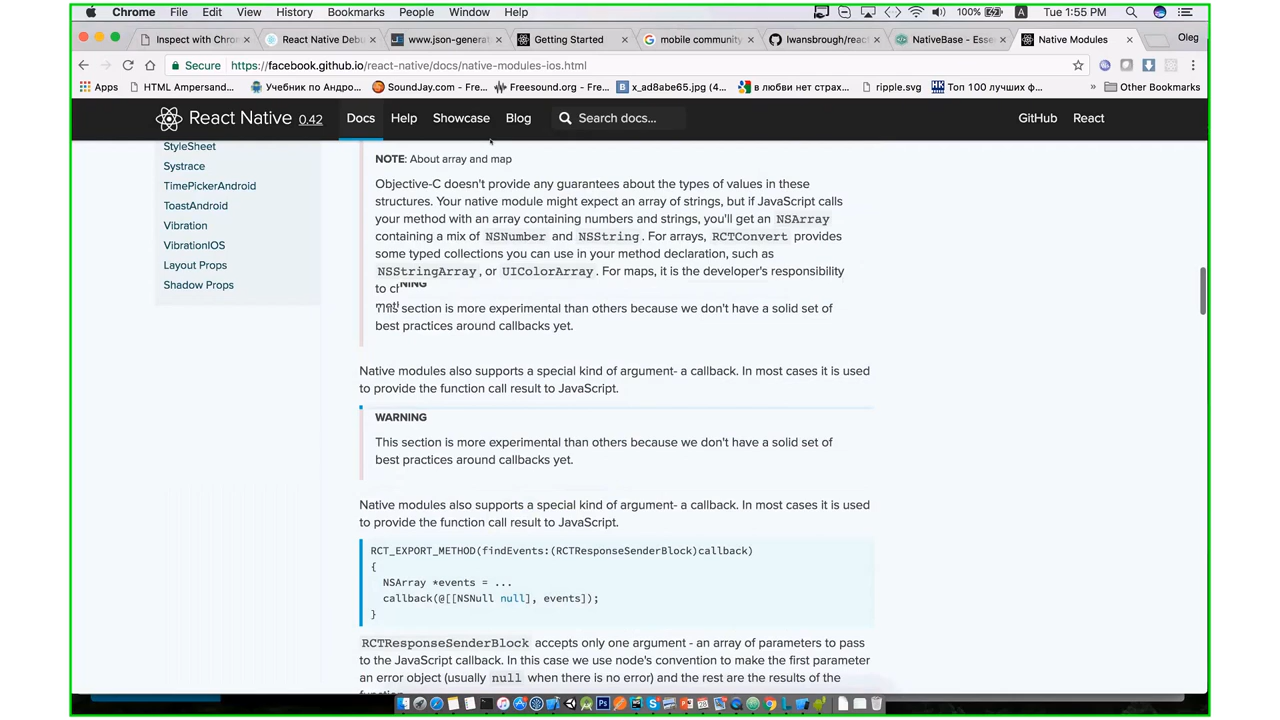 Chrome File Edit View History Bookmarks People Window Help 100% A Tue 1:55 PM
Inspect with Chrom
React Native Deb
www.json-generat
Getting Started
mobile community
lwansbrough/reac
NativeBase - Esse
Native Modules
Oleg
Secure https://facebook.github.io/react-native/docs/native-modules-ios.html
Apps HTML Ampersand... Учебник по Андро... SoundJay.com - Fre... Freesound.org - Fre... x_ad8abe65.jpg (4... в любви нет страх... ripple.svg Топ 100 лучших ф... » Other Bookmarks
React Native 0.42 Docs Help Showcase Blog Search docs... GitHub React
StyleSheet
Systrace
TimePickerAndroid
ToastAndroid
Vibration
VibrationIOS
Layout Props
Shadow Props
NOTE: About array and map
Objective-C doesn't provide any guarantees about the types of values in these
structures. Your native module might expect an array of strings, but if JavaScript calls
your method with an array containing numbers and strings, you'll get an NSArray
containing a mix of NSNumber and NSString. For arrays, RCTConvert provides
some typed collections you can use in your method declaration, such as
NSStringArray, or UIColorArray. For maps, it is the developer's responsibility
to
This section is more experimental than others because we don't have a solid set of
best practices around callbacks yet.
Native modules also supports a special kind of argument- a callback. In most cases it is used
to provide the function call result to JavaScript.
WARNING
This section is more experimental than others because we don't have a solid set of
best practices around callbacks yet.
Native modules also supports a special kind of argument- a callback. In most cases it is used
to provide the function call result to JavaScript.
RCT_EXPORT_METHOD(findEvents:(RCTResponseSenderBlock)callback)
{
NSArray *events = ...
callback(@[[NSNull null], events]);
}
RCTResponseSenderBlock accepts only one argument - an array of parameters to pass
to the JavaScript callback. In this case we use node's convention to make the first parameter
an error object (usually null when there is no error) and the rest are the results of the